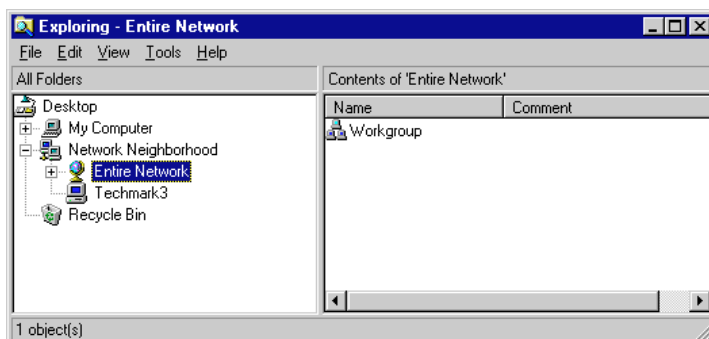 Exploring - Entire Network
File Edit View Tools Help
All Folders
Contents of 'Entire Network'
Desktop
My Computer
Network Neighborhood
Entire Network
Techmark3
Recycle Bin
Name Comment
Workgroup
1 object(s)